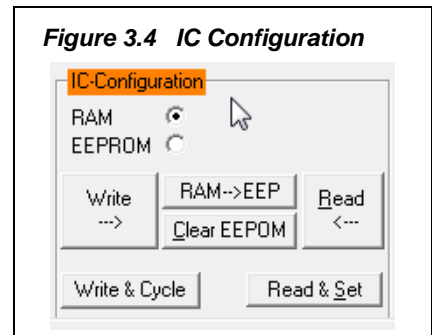 Figure 3.4 IC Configuration
IC-Configuration
RAM
EEPROM
Write
--->
RAM-->EEP
Clear EEPOM
Read
<---
Write & Cycle
Read & Set